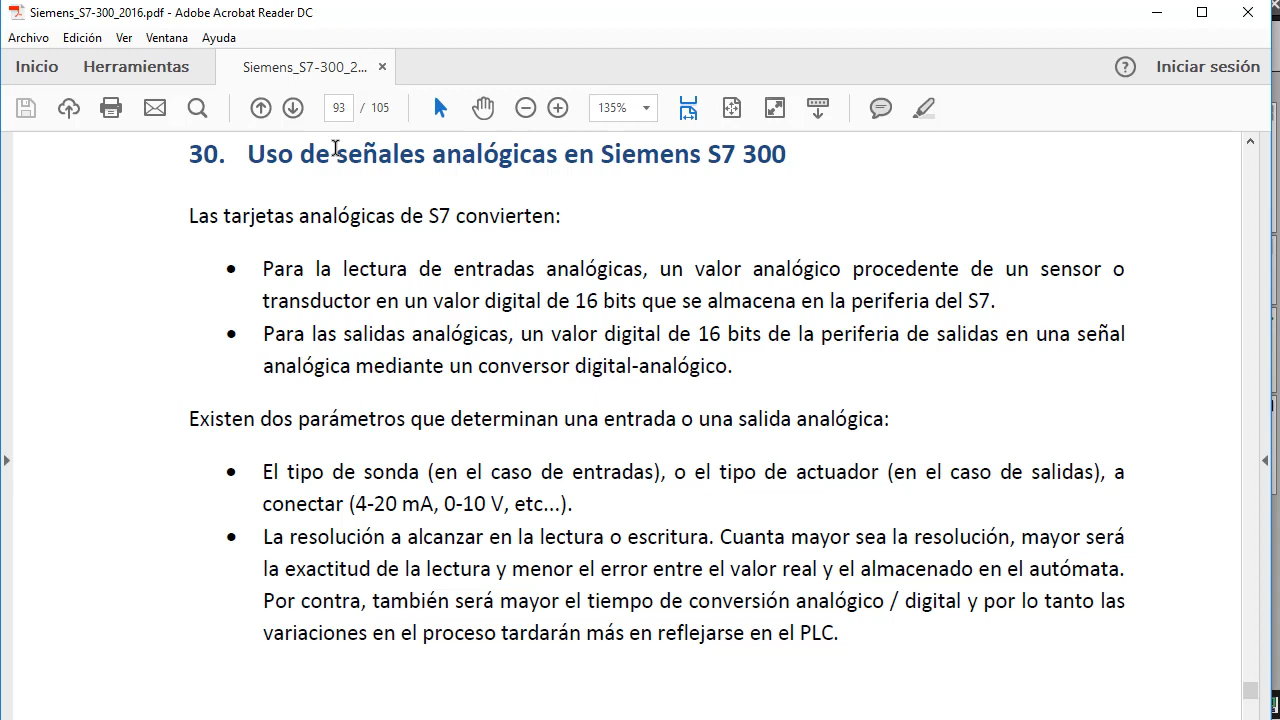 Siemens_S7-300_2016.pdf - Adobe Acrobat Reader DC
Archivo Edición Ver Ventana Ayuda
Inicio Herramientas Siemens_S7-300_2... × ? Iniciar sesión
93 / 105 135%
30. Uso de señales analógicas en Siemens S7 300
Las tarjetas analógicas de S7 convierten:
• Para la lectura de entradas analógicas, un valor analógico procedente de un sensor o
transductor en un valor digital de 16 bits que se almacena en la periferia del S7.
• Para las salidas analógicas, un valor digital de 16 bits de la periferia de salidas en una señal
analógica mediante un conversor digital-analógico.
Existen dos parámetros que determinan una entrada o una salida analógica:
• El tipo de sonda (en el caso de entradas), o el tipo de actuador (en el caso de salidas), a
conectar (4-20 mA, 0-10 V, etc...).
• La resolución a alcanzar en la lectura o escritura. Cuanta mayor sea la resolución, mayor será
la exactitud de la lectura y menor el error entre el valor real y el almacenado en el autómata.
Por contra, también será mayor el tiempo de conversión analógico / digital y por lo tanto las
variaciones en el proceso tardarán más en reflejarse en el PLC.